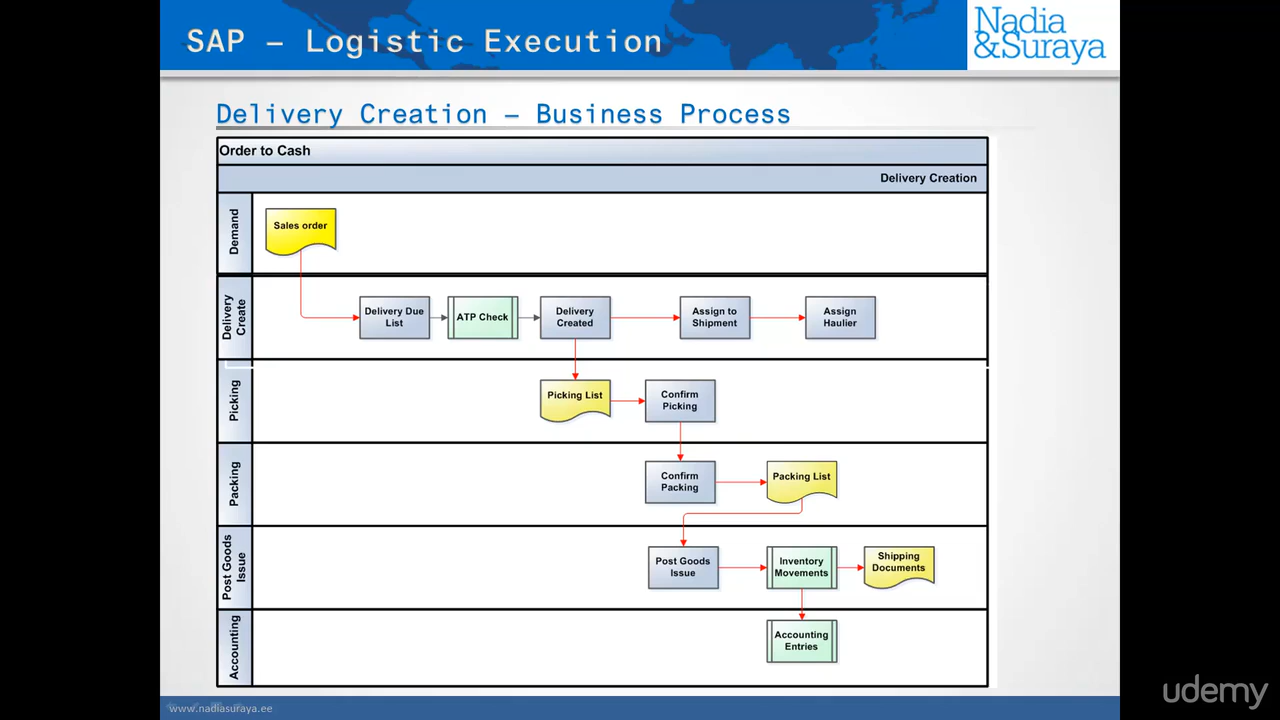 SAP – Logistic Execution
Nadia
&Suraya
Delivery Creation – Business Process
Order to Cash
Delivery Creation
Demand
Sales order
Delivery
Create
Delivery Due
List
ATP Check
Delivery
Created
Assign to
Shipment
Assign
Haulier
Picking
Picking List
Confirm
Picking
Packing
Confirm
Packing
Packing List
Post Goods
Issue
Post Goods
Issue
Inventory
Movements
Shipping
Documents
Accounting
Accounting
Entries
www.nadiasuraya.ee
udemy